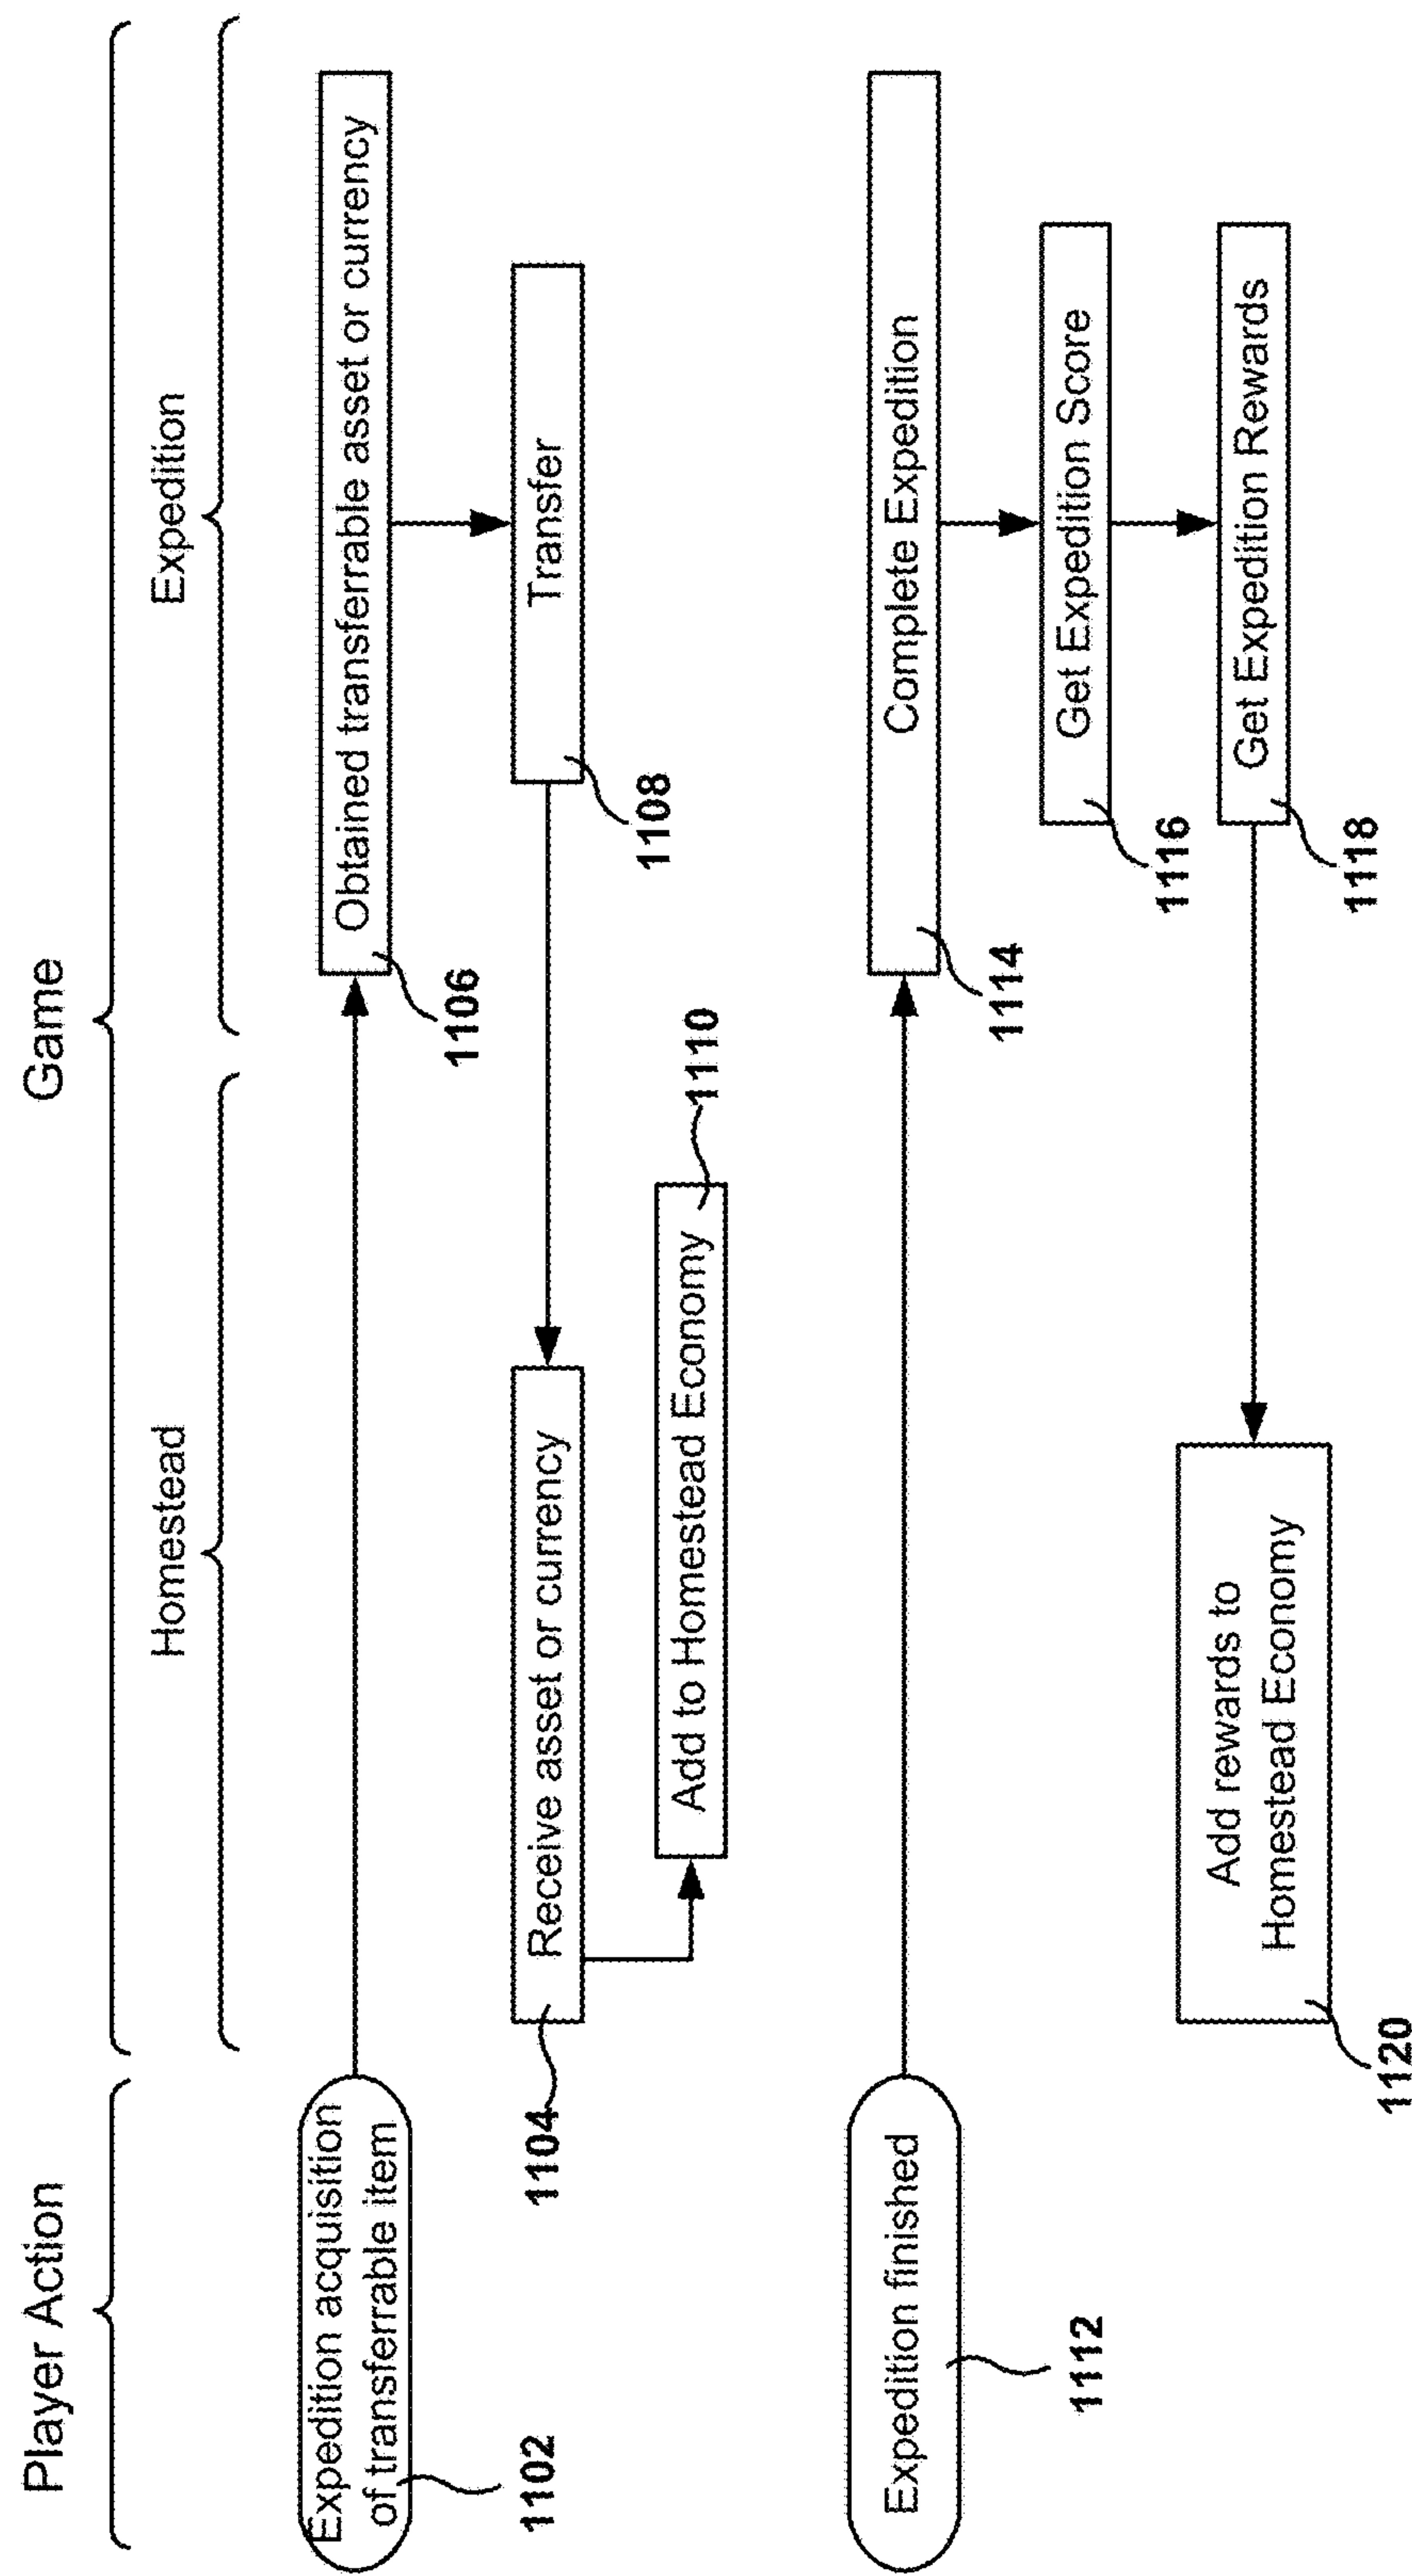 Player Action
Game
Homestead
Expedition
Expedition acquisition
of transferrable item
1102
Obtained transferrable asset or currency
1106
Transfer
1108
Receive asset or currency
1104
Add to Homestead Economy
1110
Expedition finished
1112
Complete Expedition
1114
Get Expedition Score
1116
Get Expedition Rewards
1118
Add rewards to
Homestead Economy
1120